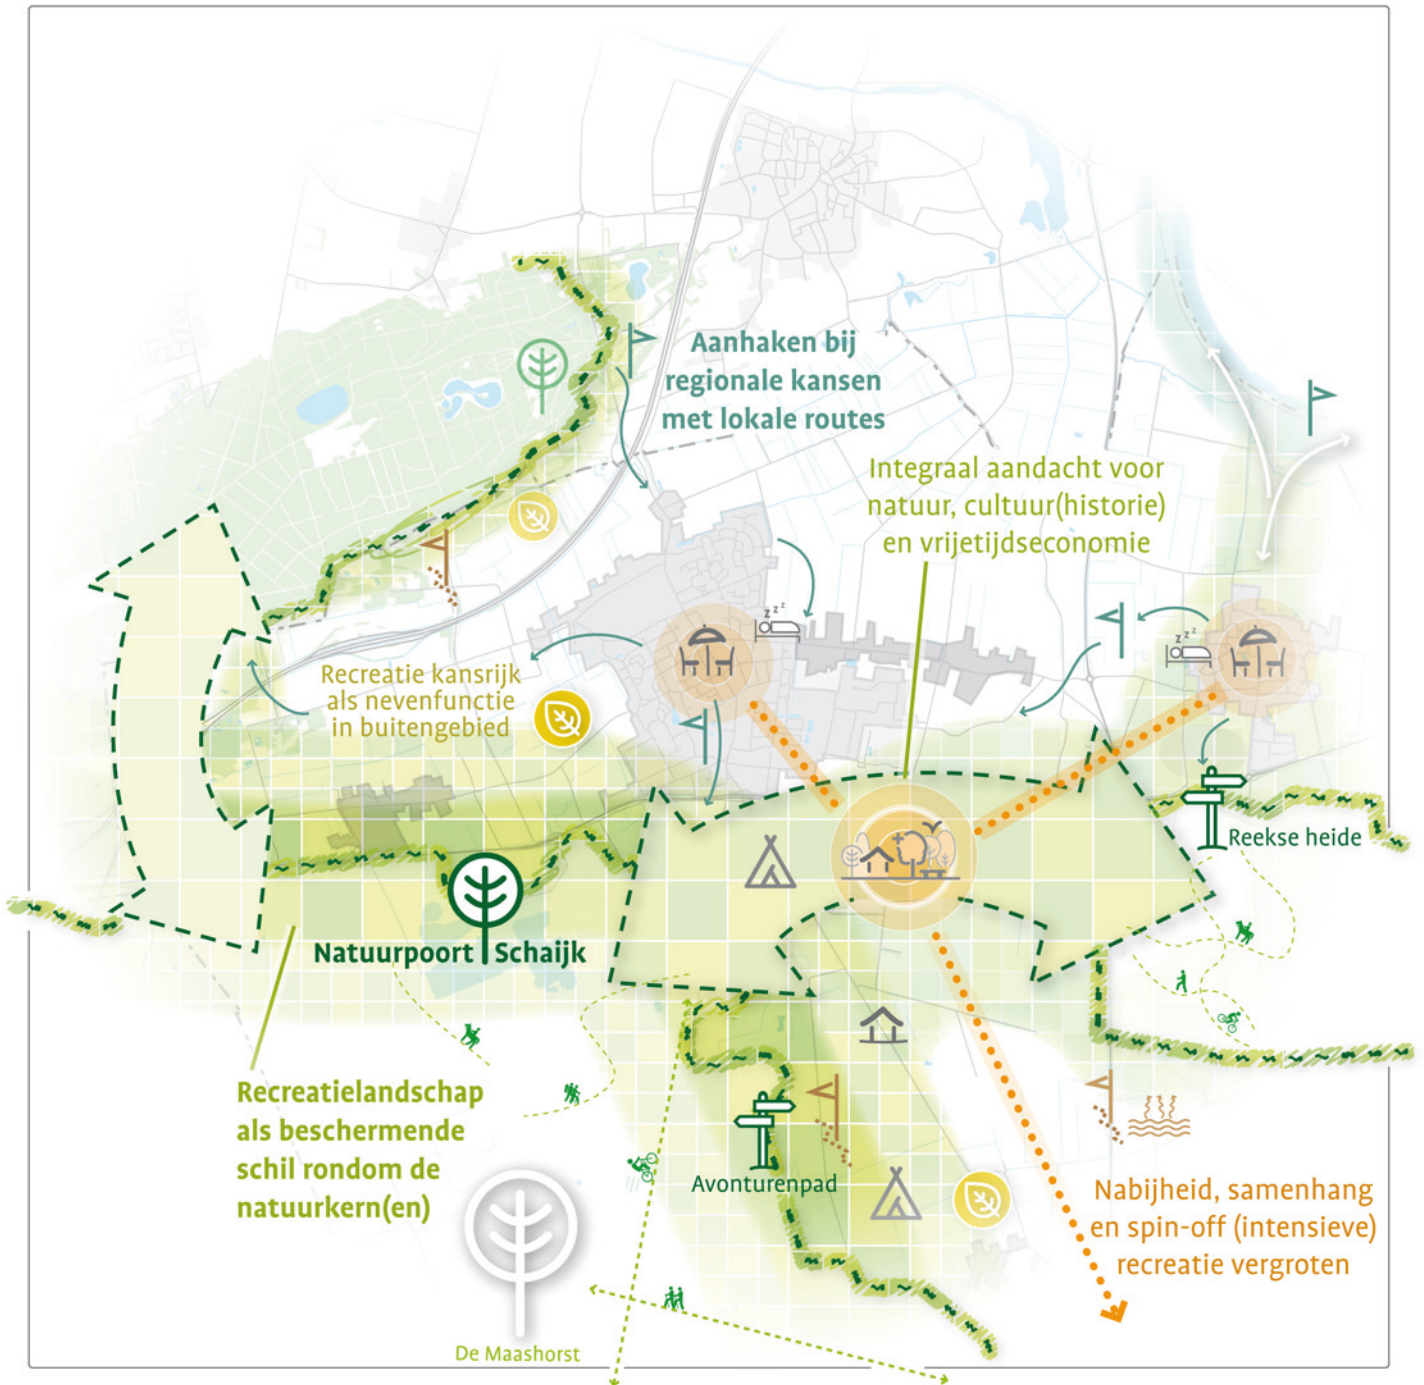 Aanhaken bij
regionale kansen
met lokale routes
Integraal aandacht voor
natuur, cultuur(historie)
en vrijetijdseconomie
z z z
z z z
Recreatie kansrijk
als nevenfunctie
in buitengebied
Reekse heide
Natuurpoort Schaijk
Recreatielandschap
als beschermende
schil rondom de
natuurkern(en)
Avonturenpad
Nabijheid, samenhang
en spin-off (intensieve)
recreatie vergroten
De Maashorst